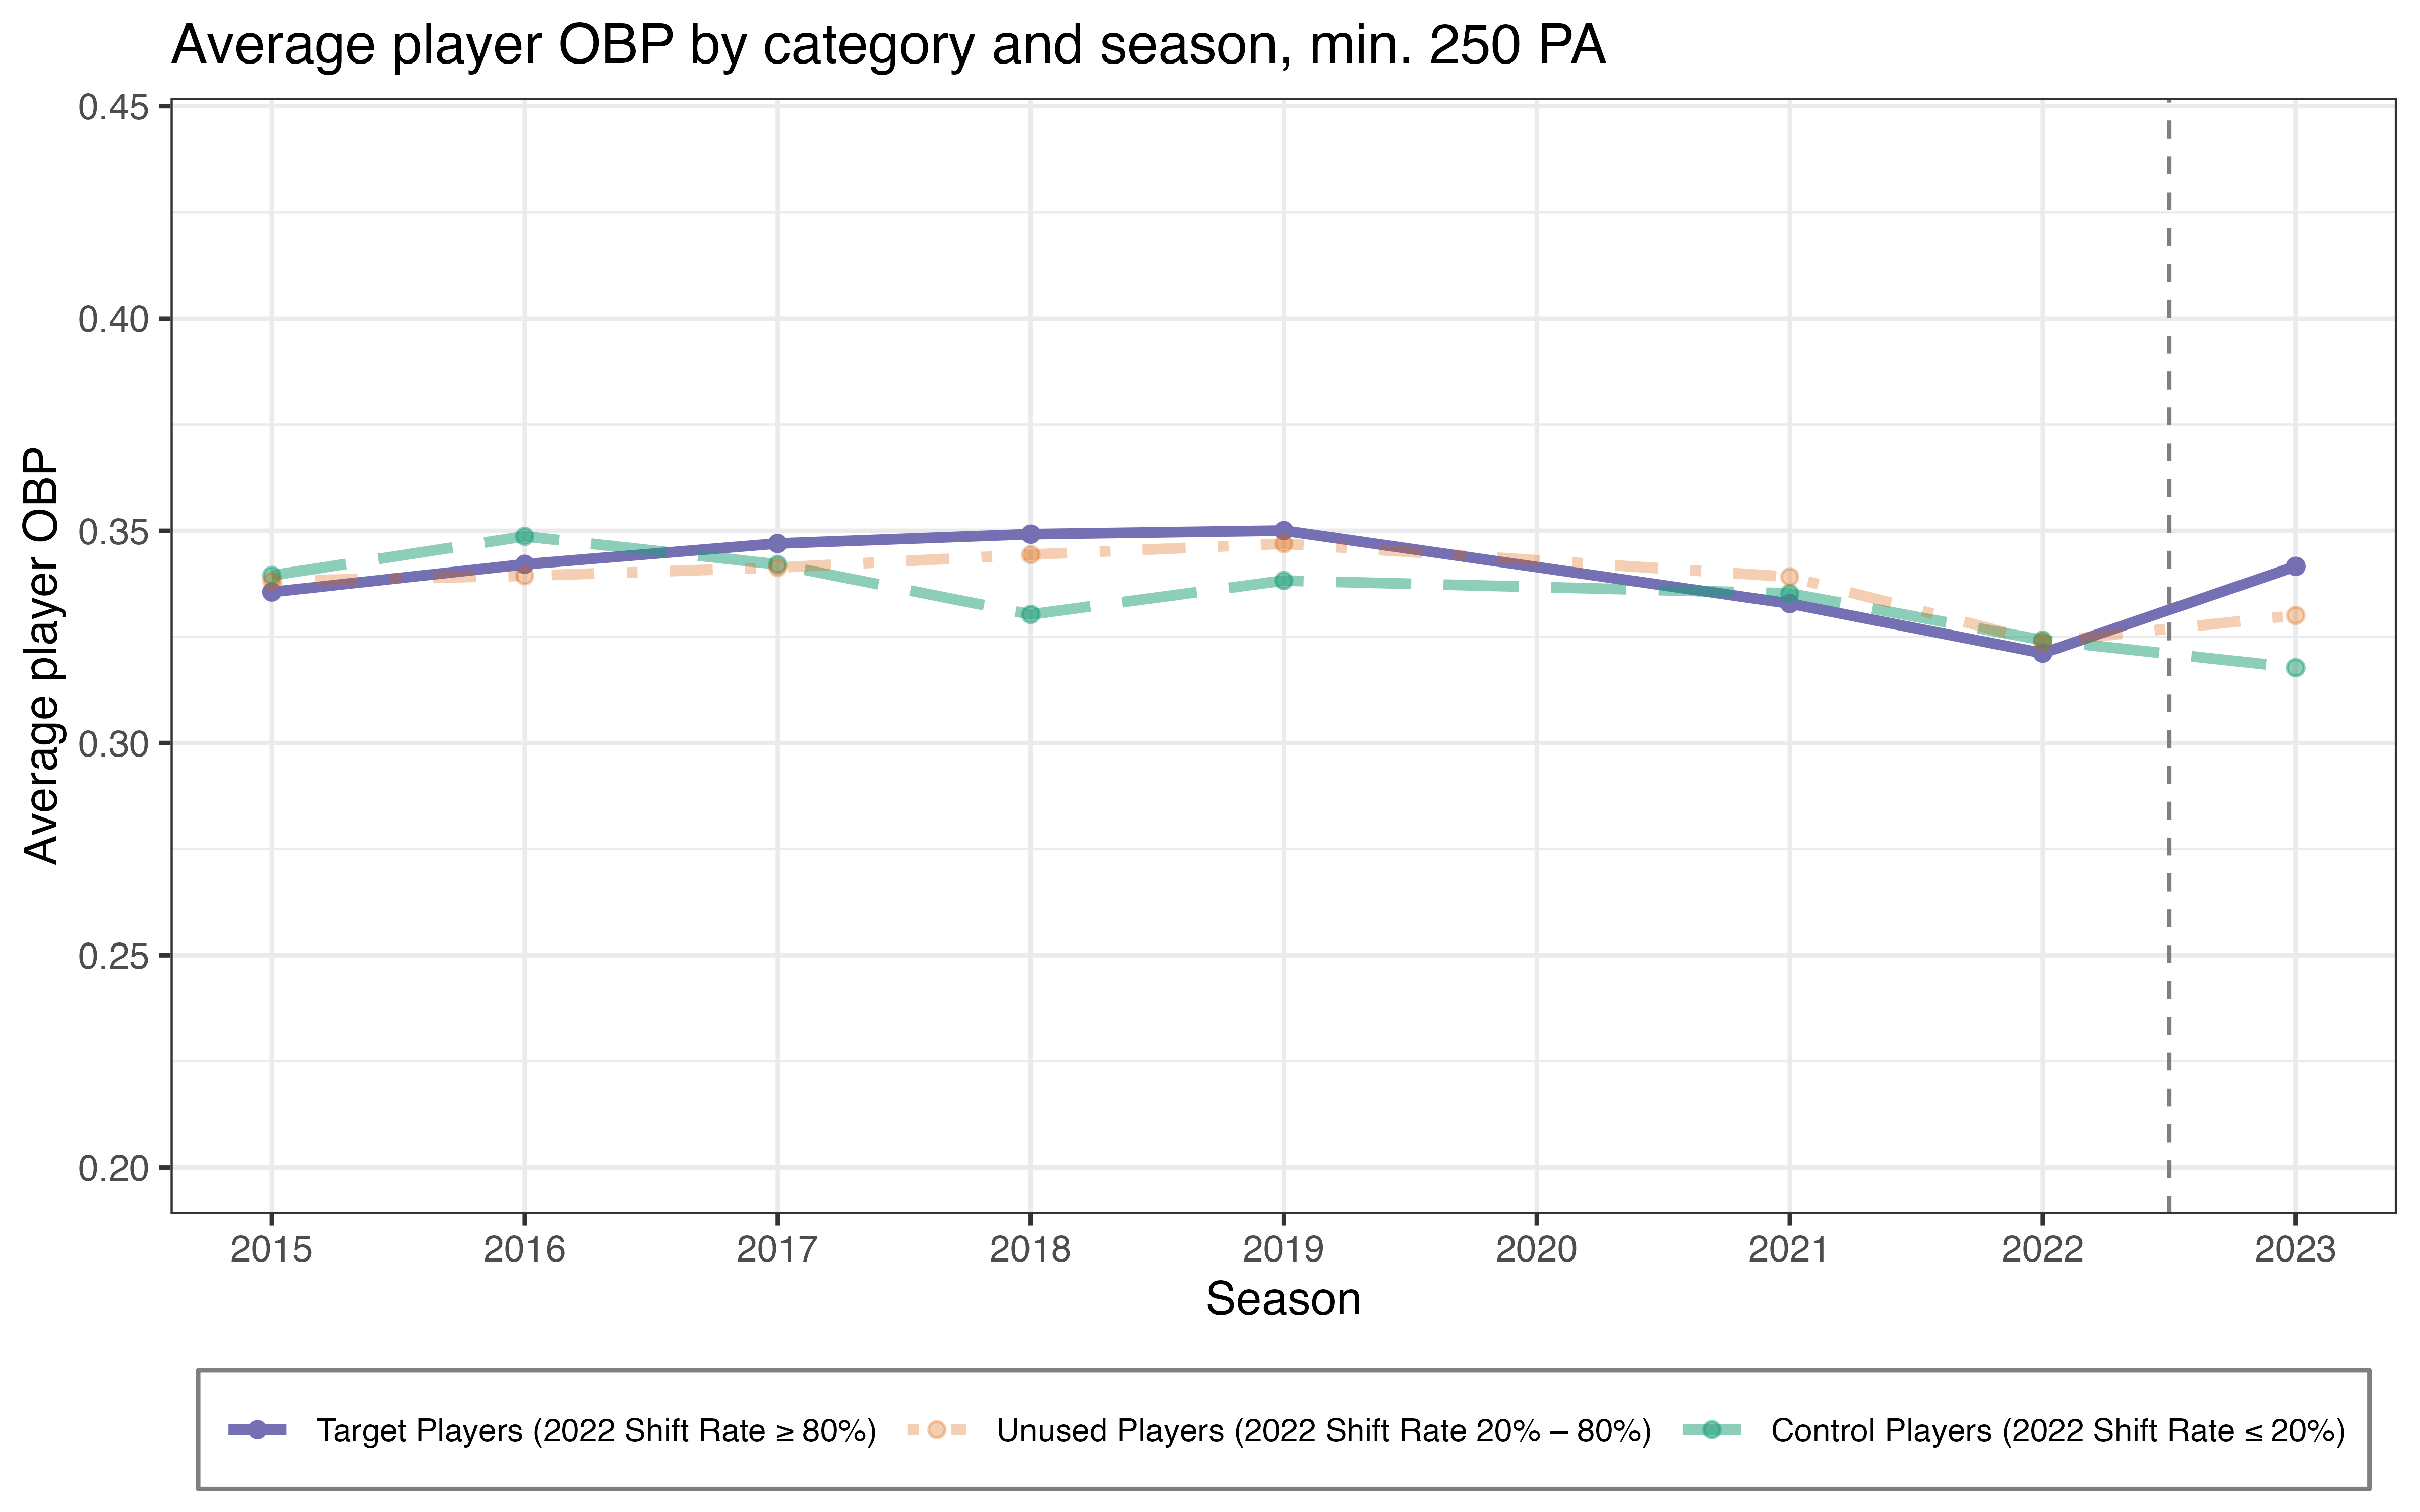 Average player OBP by category and season, min. 250 PA
Average player OBP
0.45
0.40
0.35
0.30
0.25
0.20
2015 2016 2017 2018 2019 2020 2021 2022 2023
Season
Target Players (2022 Shift Rate ≥ 80%) Unused Players (2022 Shift Rate 20% – 80%) Control Players (2022 Shift Rate ≤ 20%)